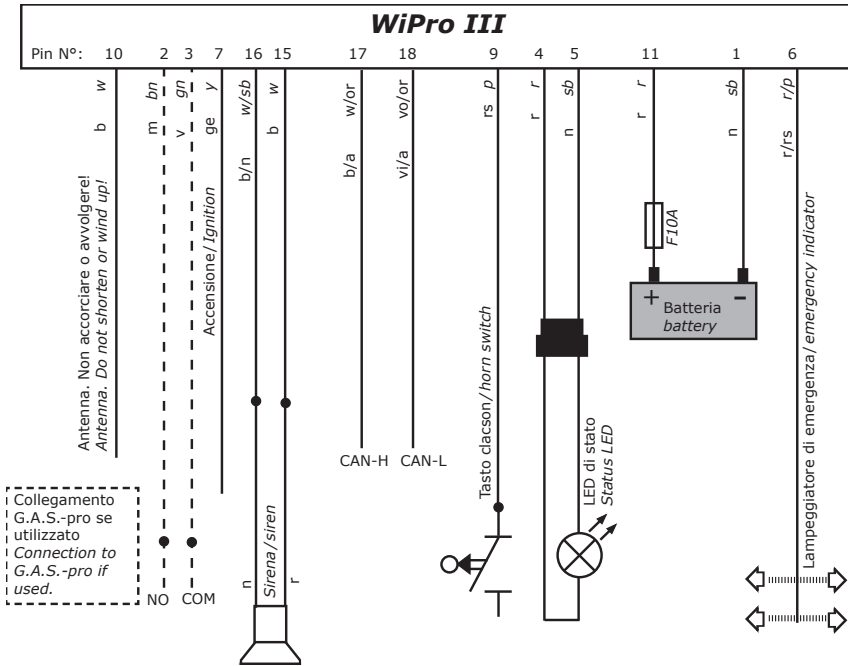 WiPro III
Pin N°: 10 2 3 7 16 15 17 18 9 4 5 11 1 6
b w
m bn
v gn
ge y
b/n w/sb
b w
b/a w/or
vi/a vo/or
rs p
r r
n sb
r r
n sb
r/rs r/p
Antenna. Non accorciare o avvolgere!
Antenna. Do not shorten or wind up!
Accensione/Ignition
F10A
+ Batteria -
battery
CAN-H CAN-L
Tasto clacson/horn switch
LED di stato
Status LED
Lampeggiatore di emergenza/emergency indicator
Collegamento
G.A.S.-pro se
utilizzato
Connection to
G.A.S.-pro if
used.
NO COM
n Sirena/siren r